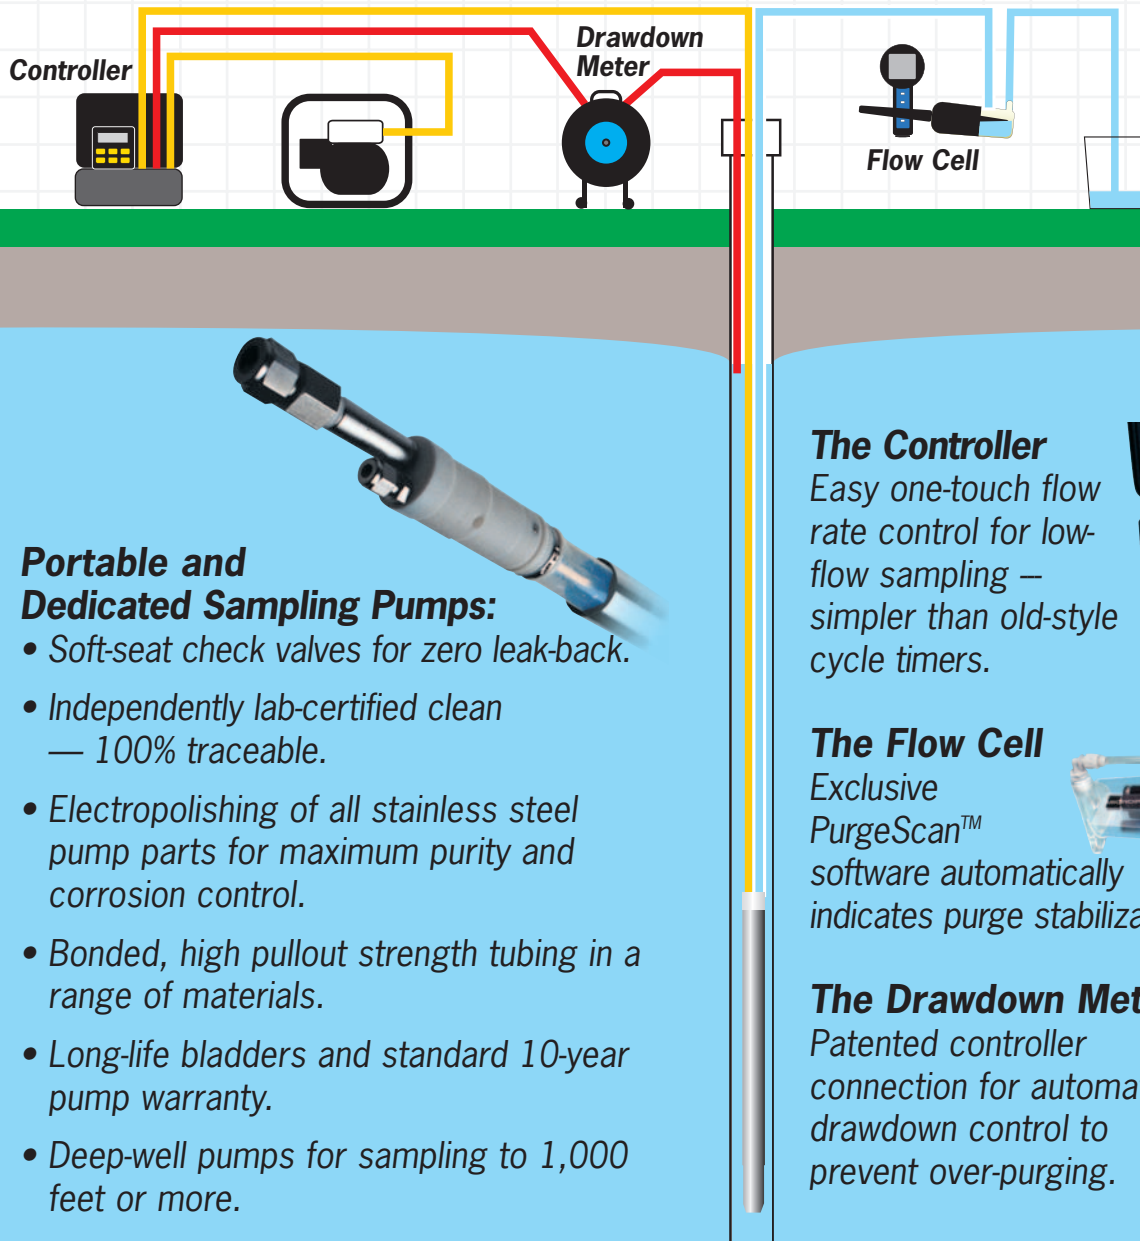 Controller
Drawdown
Meter
Flow Cell
Portable and
Dedicated Sampling Pumps:
• Soft-seat check valves for zero leak-back.
• Independently lab-certified clean
— 100% traceable.
• Electropolishing of all stainless steel
pump parts for maximum purity and
corrosion control.
• Bonded, high pullout strength tubing in a
range of materials.
• Long-life bladders and standard 10-year
pump warranty.
• Deep-well pumps for sampling to 1,000
feet or more.
The Controller
Easy one-touch flow
rate control for low-
flow sampling –
simpler than old-style
cycle timers.
The Flow Cell
Exclusive
PurgeScan™
software automatically
indicates purge
The Drawdown
Patented controller
connection for
drawdown control to
prevent over-purging.